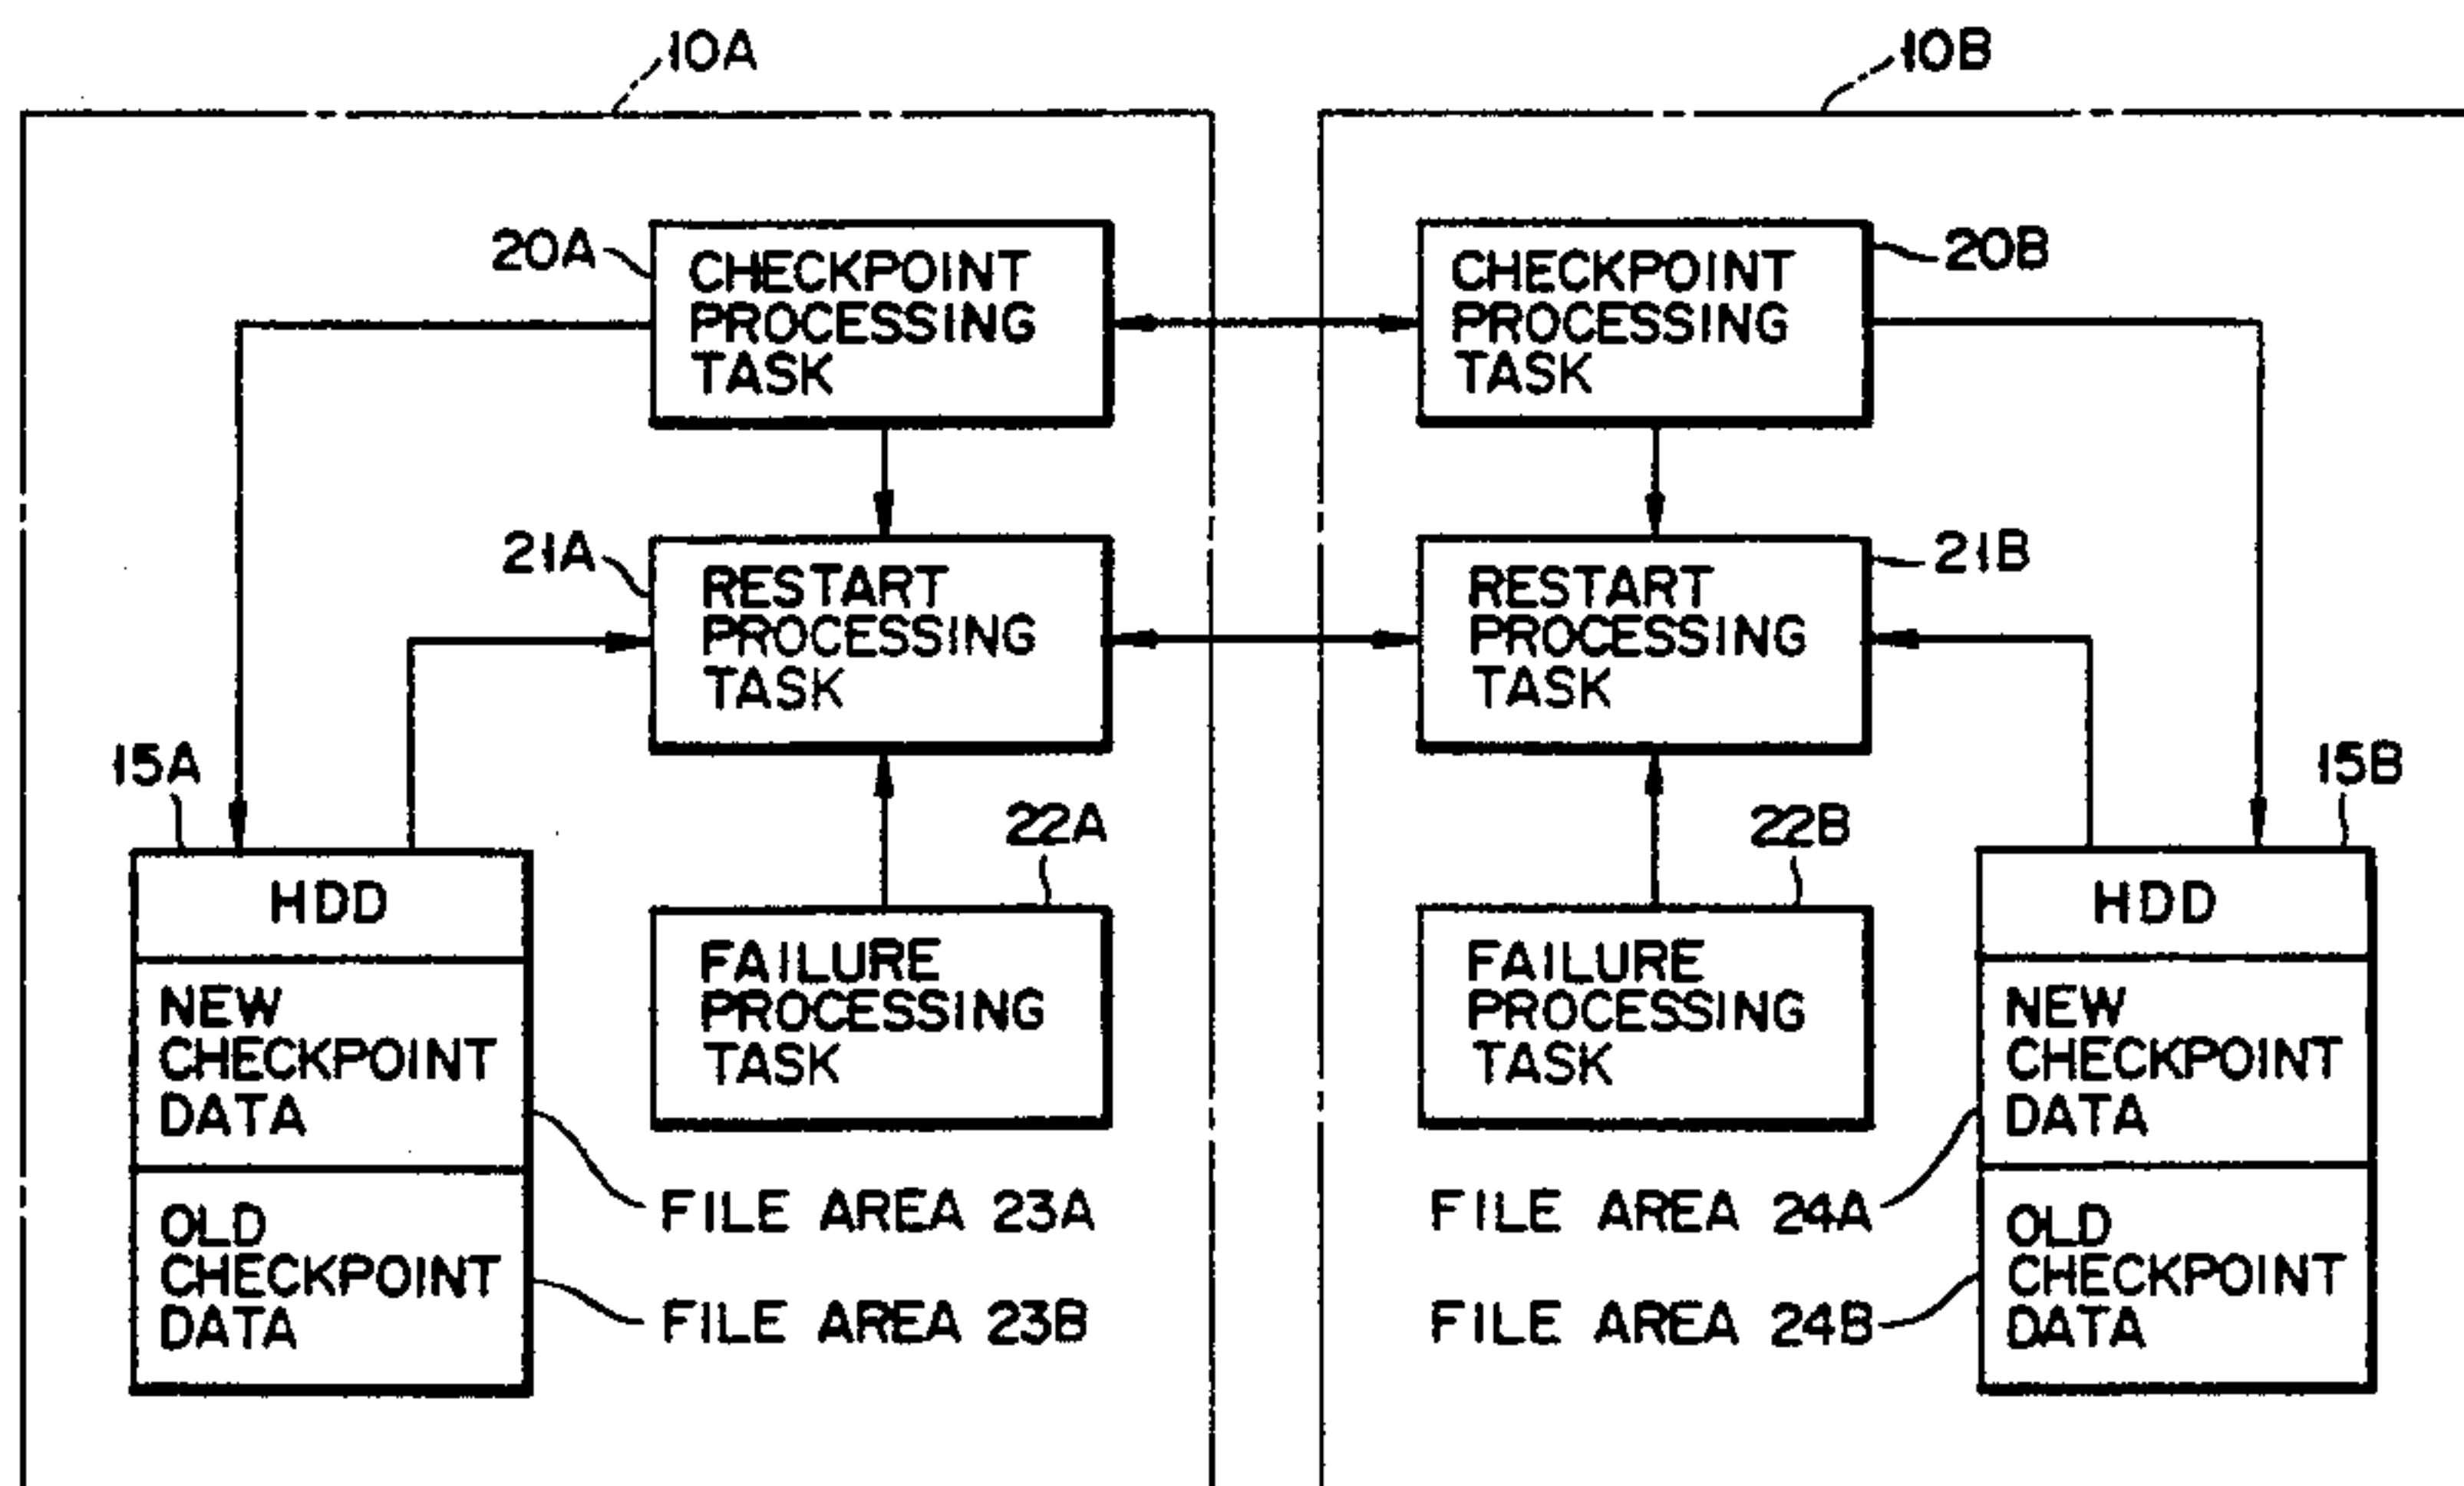 10A
10B
20A
CHECKPOINT
PROCESSING
TASK
CHECKPOINT
PROCESSING
TASK
20B
21A
RESTART
PROCESSING
TASK
RESTART
PROCESSING
TASK
21B
15A
22A
22B
15B
HDD
NEW
CHECKPOINT
DATA
OLD
CHECKPOINT
DATA
FAILURE
PROCESSING
TASK
FAILURE
PROCESSING
TASK
HDD
NEW
CHECKPOINT
DATA
OLD
CHECKPOINT
DATA
FILE AREA 23A
FILE AREA 23B
FILE AREA 24A
FILE AREA 24B